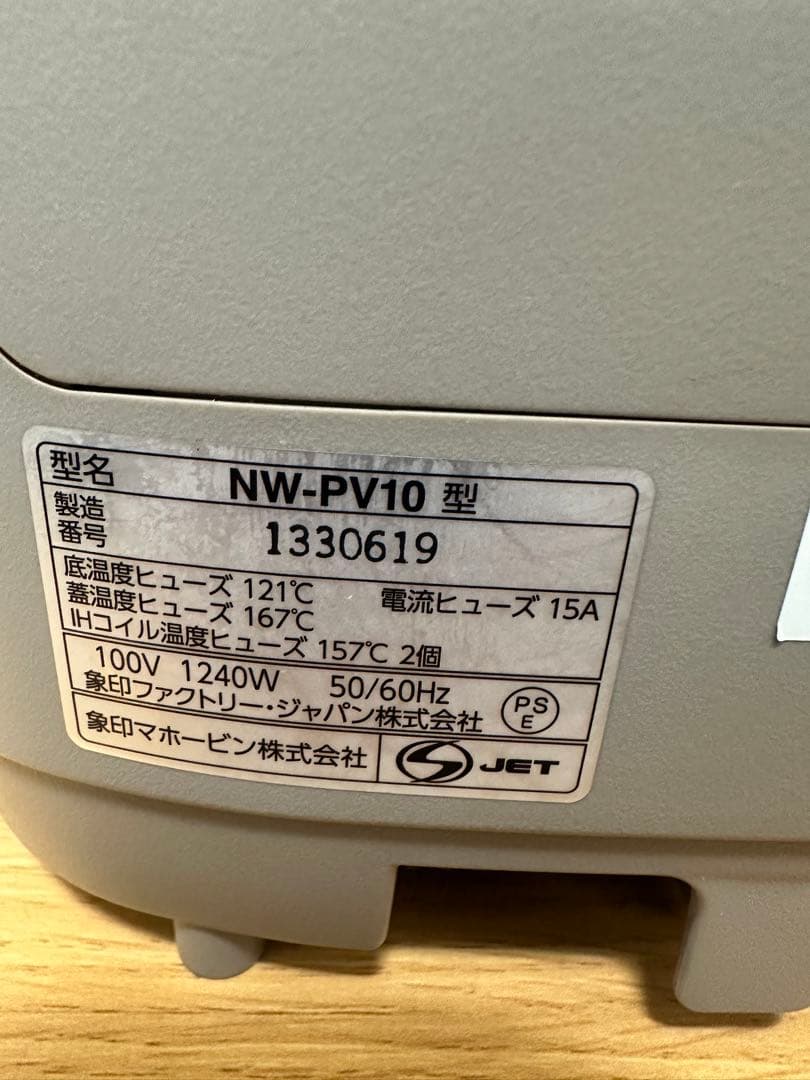 型名 NW-PV10 型
製造
番号 1330619
底温度ヒューズ 121℃ 電流ヒューズ 15A
蓋温度ヒューズ 167℃
IHコイル温度ヒューズ 157℃ 2個
100V 1240W 50/60Hz
象印ファクトリー・ジャパン株式会社
PS
E
象印マホービン株式会社 JET